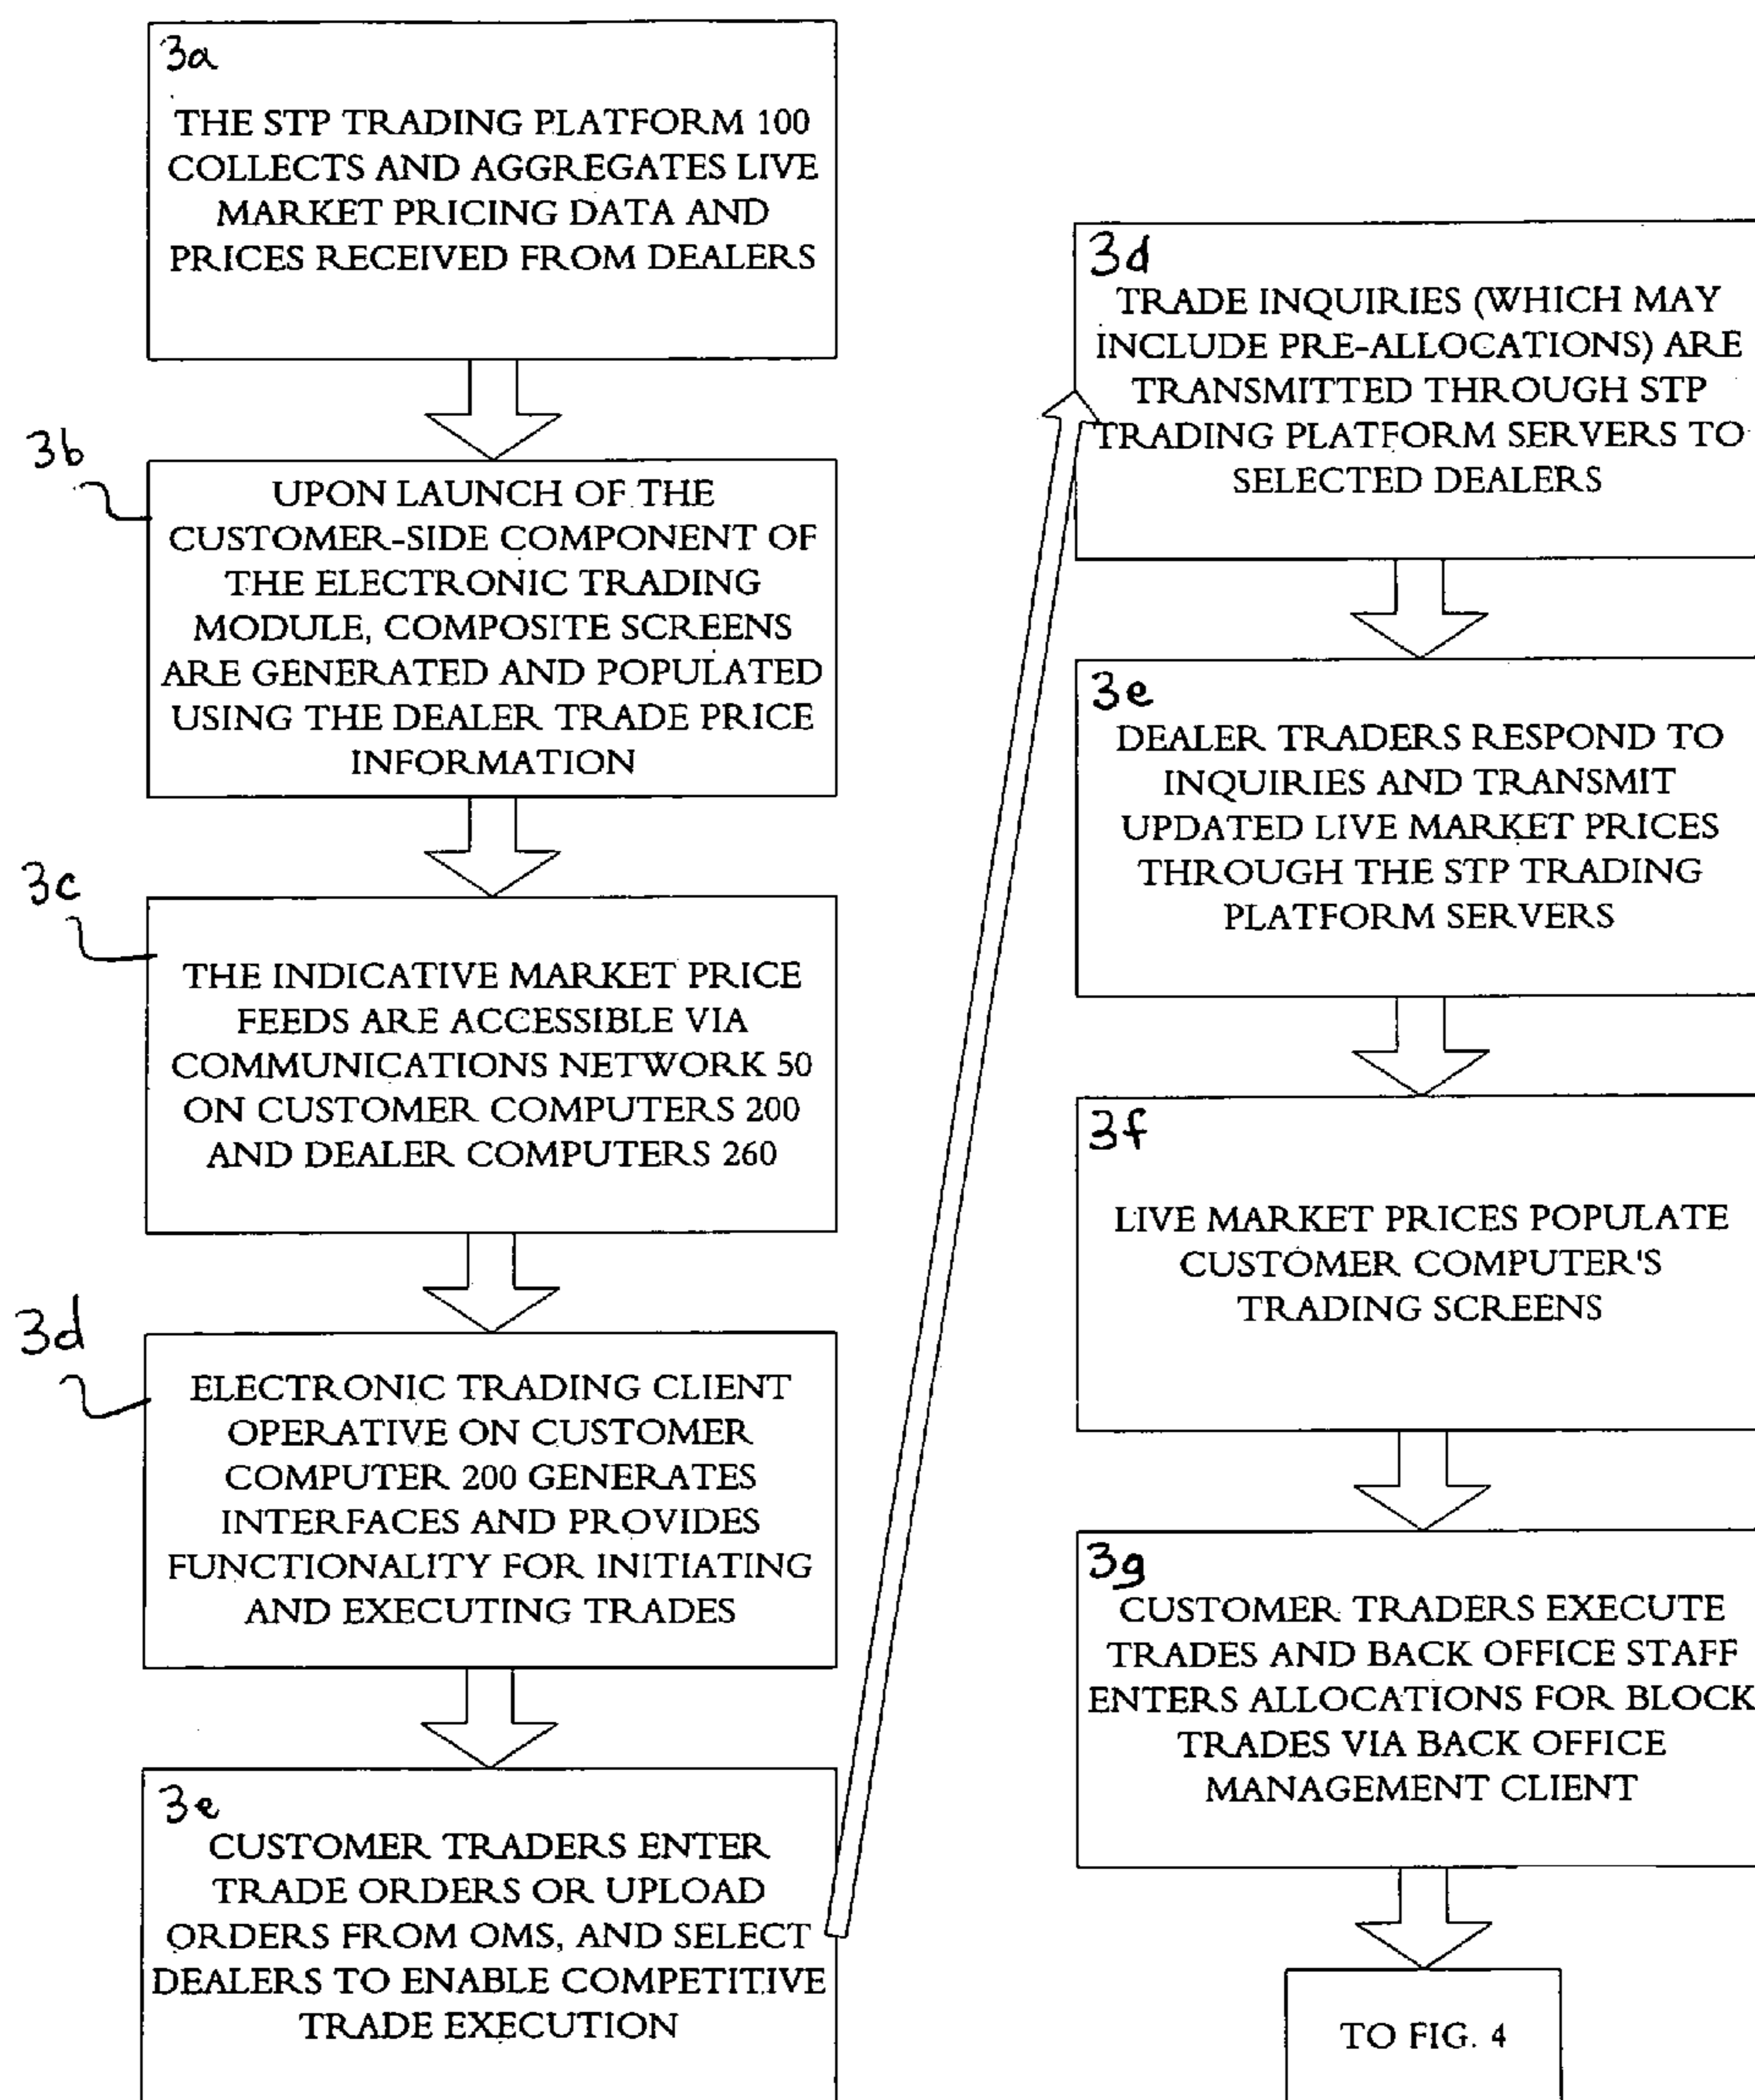 3a
THE STP TRADING PLATFORM 100
COLLECTS AND AGGREGATES LIVE
MARKET PRICING DATA AND
PRICES RECEIVED FROM DEALERS
3b
UPON LAUNCH OF THE
CUSTOMER-SIDE COMPONENT OF
THE ELECTRONIC TRADING
MODULE, COMPOSITE SCREENS
ARE GENERATED AND POPULATED
USING THE DEALER TRADE PRICE
INFORMATION
3c
THE INDICATIVE MARKET PRICE
FEEDS ARE ACCESSIBLE VIA
COMMUNICATIONS NETWORK 50
ON CUSTOMER COMPUTERS 200
AND DEALER COMPUTERS 260
3d
ELECTRONIC TRADING CLIENT
OPERATIVE ON CUSTOMER
COMPUTER 200 GENERATES
INTERFACES AND PROVIDES
FUNCTIONALITY FOR INITIATING
AND EXECUTING TRADES
3e
CUSTOMER TRADERS ENTER
TRADE ORDERS OR UPLOAD
ORDERS FROM OMS, AND SELECT
DEALERS TO ENABLE COMPETITIVE
TRADE EXECUTION
3d
TRADE INQUIRIES (WHICH MAY
INCLUDE PRE-ALLOCATIONS) ARE
TRANSMITTED THROUGH STP
TRADING PLATFORM SERVERS TO
SELECTED DEALERS
3e
DEALER TRADERS RESPOND TO
INQUIRIES AND TRANSMIT
UPDATED LIVE MARKET PRICES
THROUGH THE STP TRADING
PLATFORM SERVERS
3f
LIVE MARKET PRICES POPULATE
CUSTOMER COMPUTER'S
TRADING SCREENS
3g
CUSTOMER TRADERS EXECUTE
TRADES AND BACK OFFICE STAFF
ENTERS ALLOCATIONS FOR BLOCK
TRADES VIA BACK OFFICE
MANAGEMENT CLIENT
TO FIG. 4